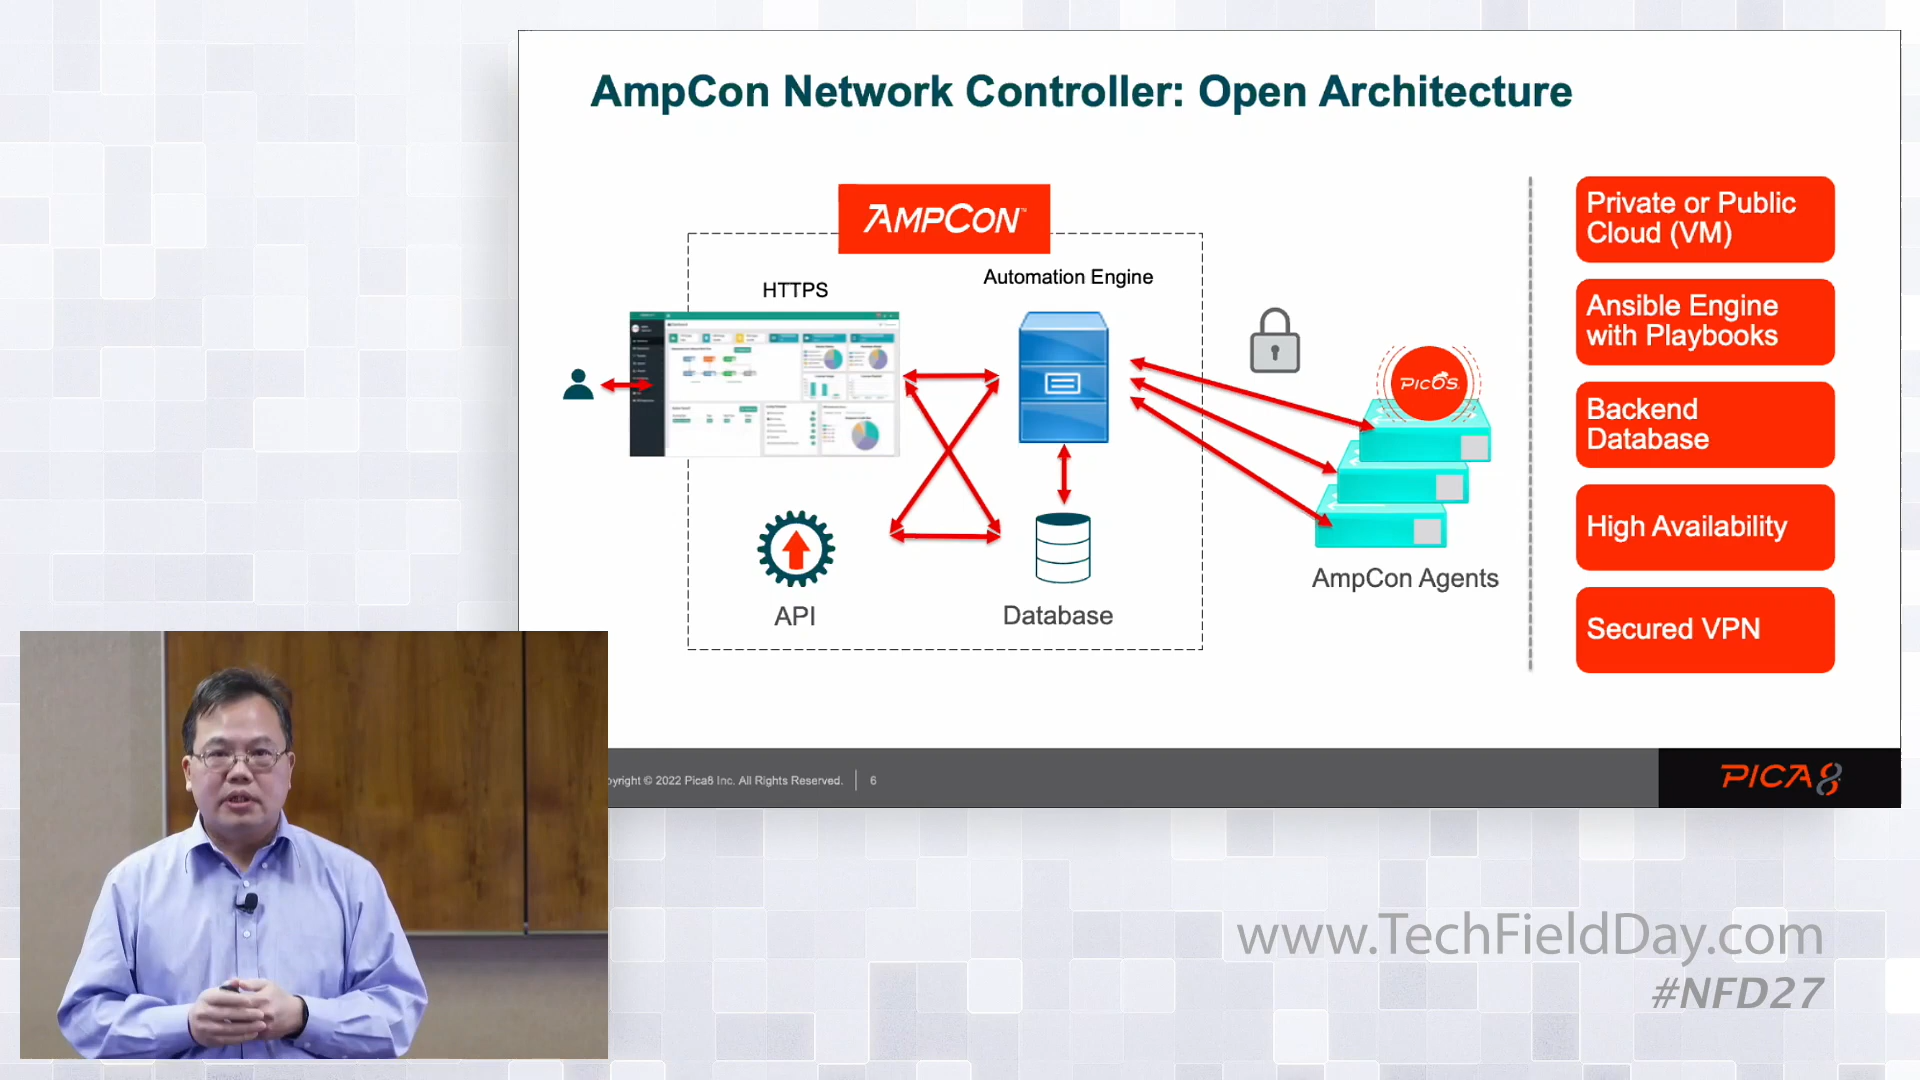 AmpCon Network Controller: Open Architecture
AMPCON™
HTTPS
Automation Engine
PICOS
API
Database
AmpCon Agents
Private or Public
Cloud (VM)
Ansible Engine
with Playbooks
Backend
Database
High Availability
Secured VPN
pyright © 2022 Pica8 Inc. All Rights Reserved.
6
PICA8
www.TechFieldDay.com
#NFD27